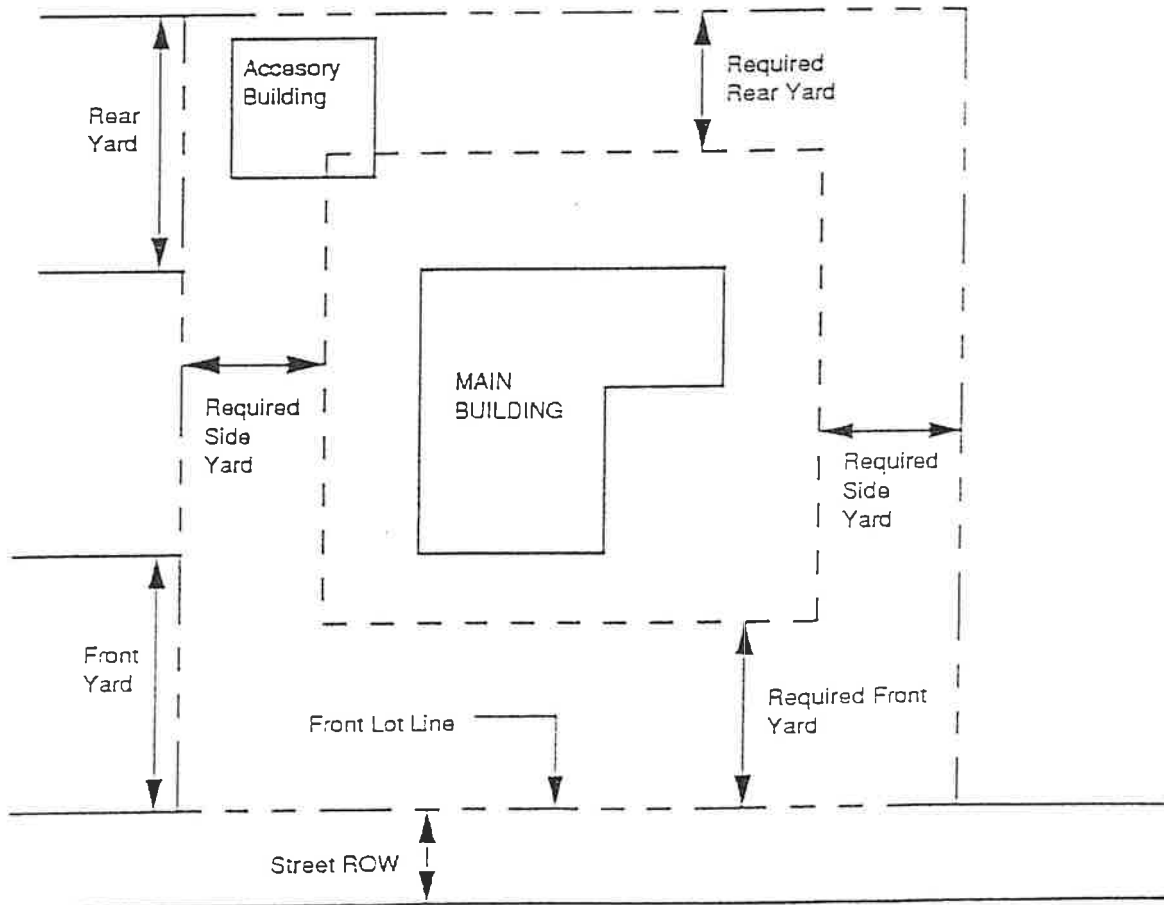 Accesory
Building
Required
Rear Yard
Rear
Yard
MAIN
BUILDING
Required
Side
Yard
Required
Side
Yard
Front
Yard
Required Front
Yard
Front Lot Line
Street ROW